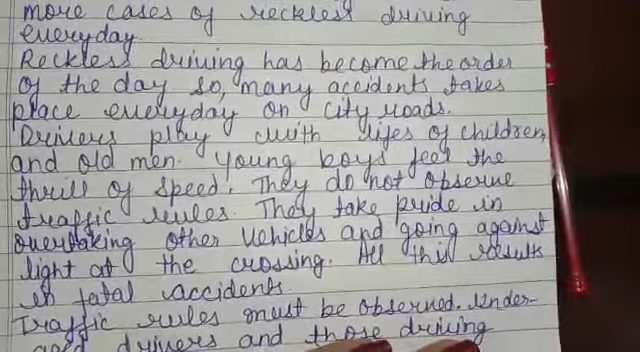 more cases of reckless driving
everyday.
Reckless driving has become the order
of the day so, many accidents takes
place everyday on city roads.
Drivers play with lifes of children,
and old men. Young boys feel the
thrill of speed. They do not observe
traffic rules. They take pride in
overtaking other vehicles and going against
light at the crossing. All this results
in fatal accidents.
Traffic rules must be observed. Under-
aged drivers and those driving